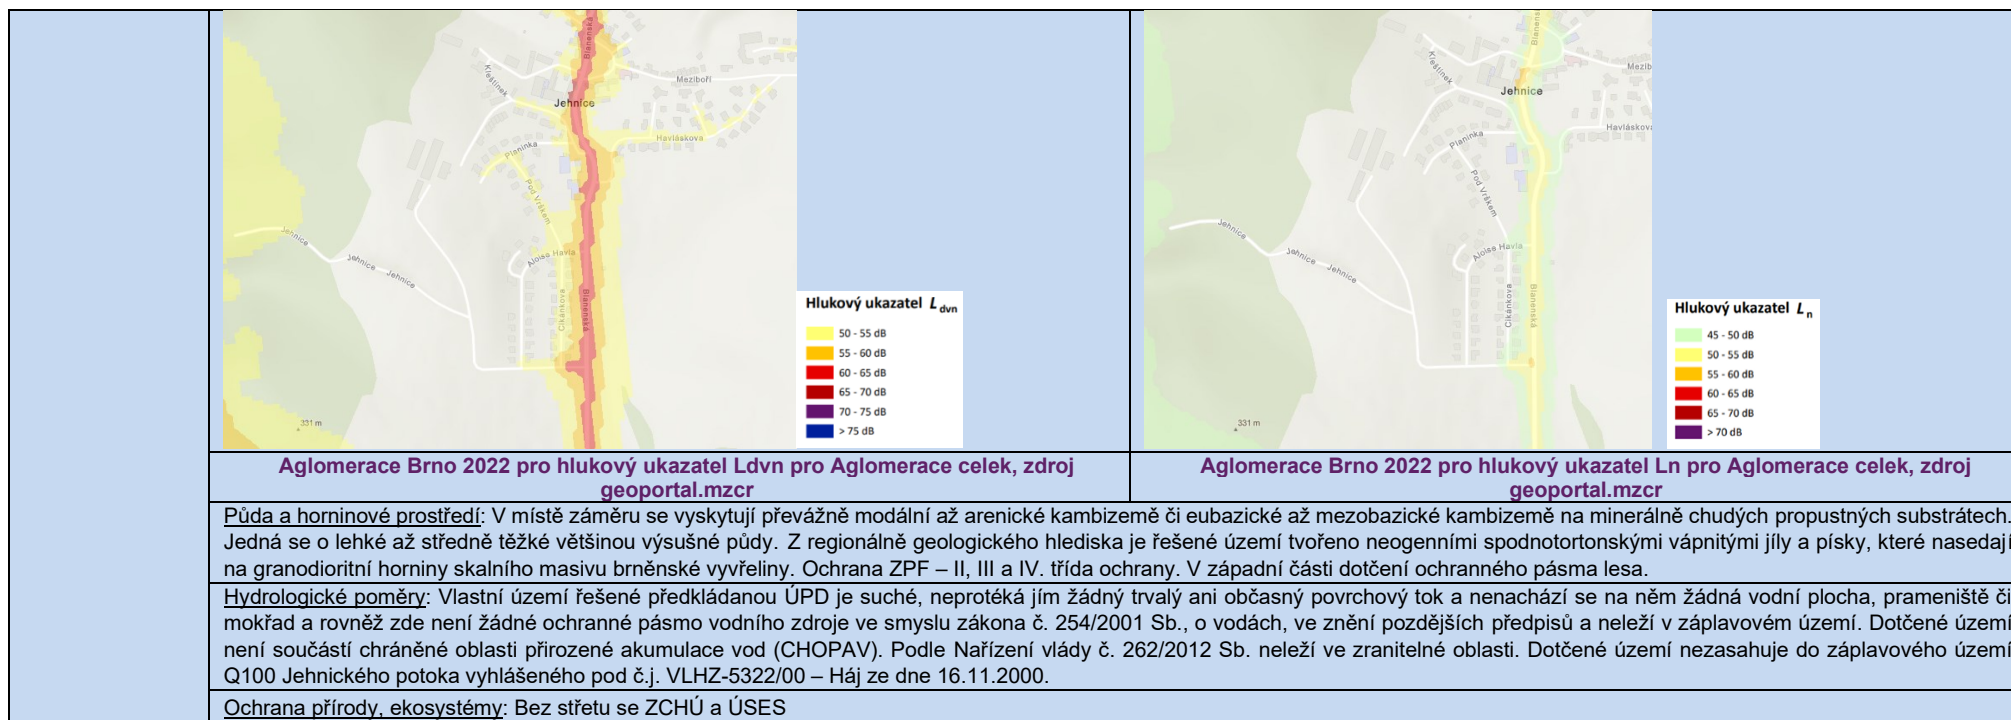 Blanenská
Kleštínek
Meziboří
Jehnice
Havláskova
Planinka
Pod Vrškem
Jehnice
Jehnice
Jehnice
Aloise Havla
Cikánkova
Blanenská
331 m
Hlukový ukazatel Ldvn
50 - 55 dB
55 - 60 dB
60 - 65 dB
65 - 70 dB
70 - 75 dB
> 75 dB
Blanenská
Kleštínek
Mezib
Jehnice
Havláskov
Planinka
Pod Vrškem
Jehnice
Jehnice
Jehnice
Aloise Havla
Cikánkova
Blanenská
331 m
Hlukový ukazatel Ln
45 - 50 dB
50 - 55 dB
55 - 60 dB
60 - 65 dB
65 - 70 dB
> 70 dB
Aglomerace Brno 2022 pro hlukový ukazatel Ldvn pro Aglomerace celek, zdroj
geoportal.mzcr
Aglomerace Brno 2022 pro hlukový ukazatel Ln pro Aglomerace celek, zdroj
geoportal.mzcr
Půda a horninové prostředí: V místě záměru se vyskytují převážně modální až arenické kambizemě či eubazické až mezobazické kambizemě na minerálně chudých propustných substrátech.
Jedná se o lehké až středně těžké většinou výsušné půdy. Z regionálně geologického hlediska je řešené území tvořeno neogenními spodnotortonskými vápnitými jíly a písky, které nasedají
na granodioritní horniny skalního masivu brněnské vyvřeliny. Ochrana ZPF – II, III a IV. třída ochrany. V západní části dotčení ochranného pásma lesa.
Hydrologické poměry: Vlastní území řešené předkládanou ÚPD je suché, neprotéká jím žádný trvalý ani občasný povrchový tok a nenachází se na něm žádná vodní plocha, prameniště či
mokřad a rovněž zde není žádné ochranné pásmo vodního zdroje ve smyslu zákona č. 254/2001 Sb., o vodách, ve znění pozdějších předpisů a neleží v záplavovém území. Dotčené území
není součástí chráněné oblasti přirozené akumulace vod (CHOPAV). Podle Nařízení vlády č. 262/2012 Sb. neleží ve zranitelné oblasti. Dotčené území nezasahuje do záplavového území
Q100 Jehnického potoka vyhlášeného pod č.j. VLHZ-5322/00 – Háj ze dne 16.11.2000.
Ochrana přírody, ekosystémy: Bez střetu se ZCHÚ a ÚSES